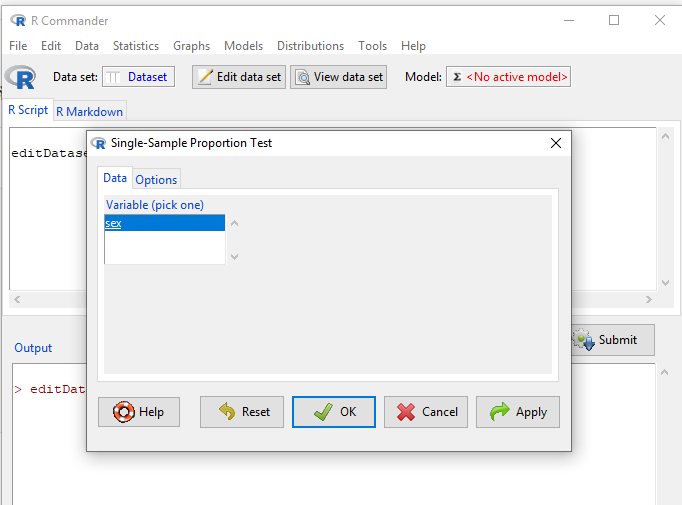 R Commander
File Edit Data Statistics Graphs Models Distributions Tools Help
Data set: Dataset Edit data set View data set Model: Σ <No active model>
R Script R Markdown
editDatase
Single-Sample Proportion Test
Data Options
Variable (pick one)
sex
Submit
Output
> editDat
Help Reset OK Cancel Apply